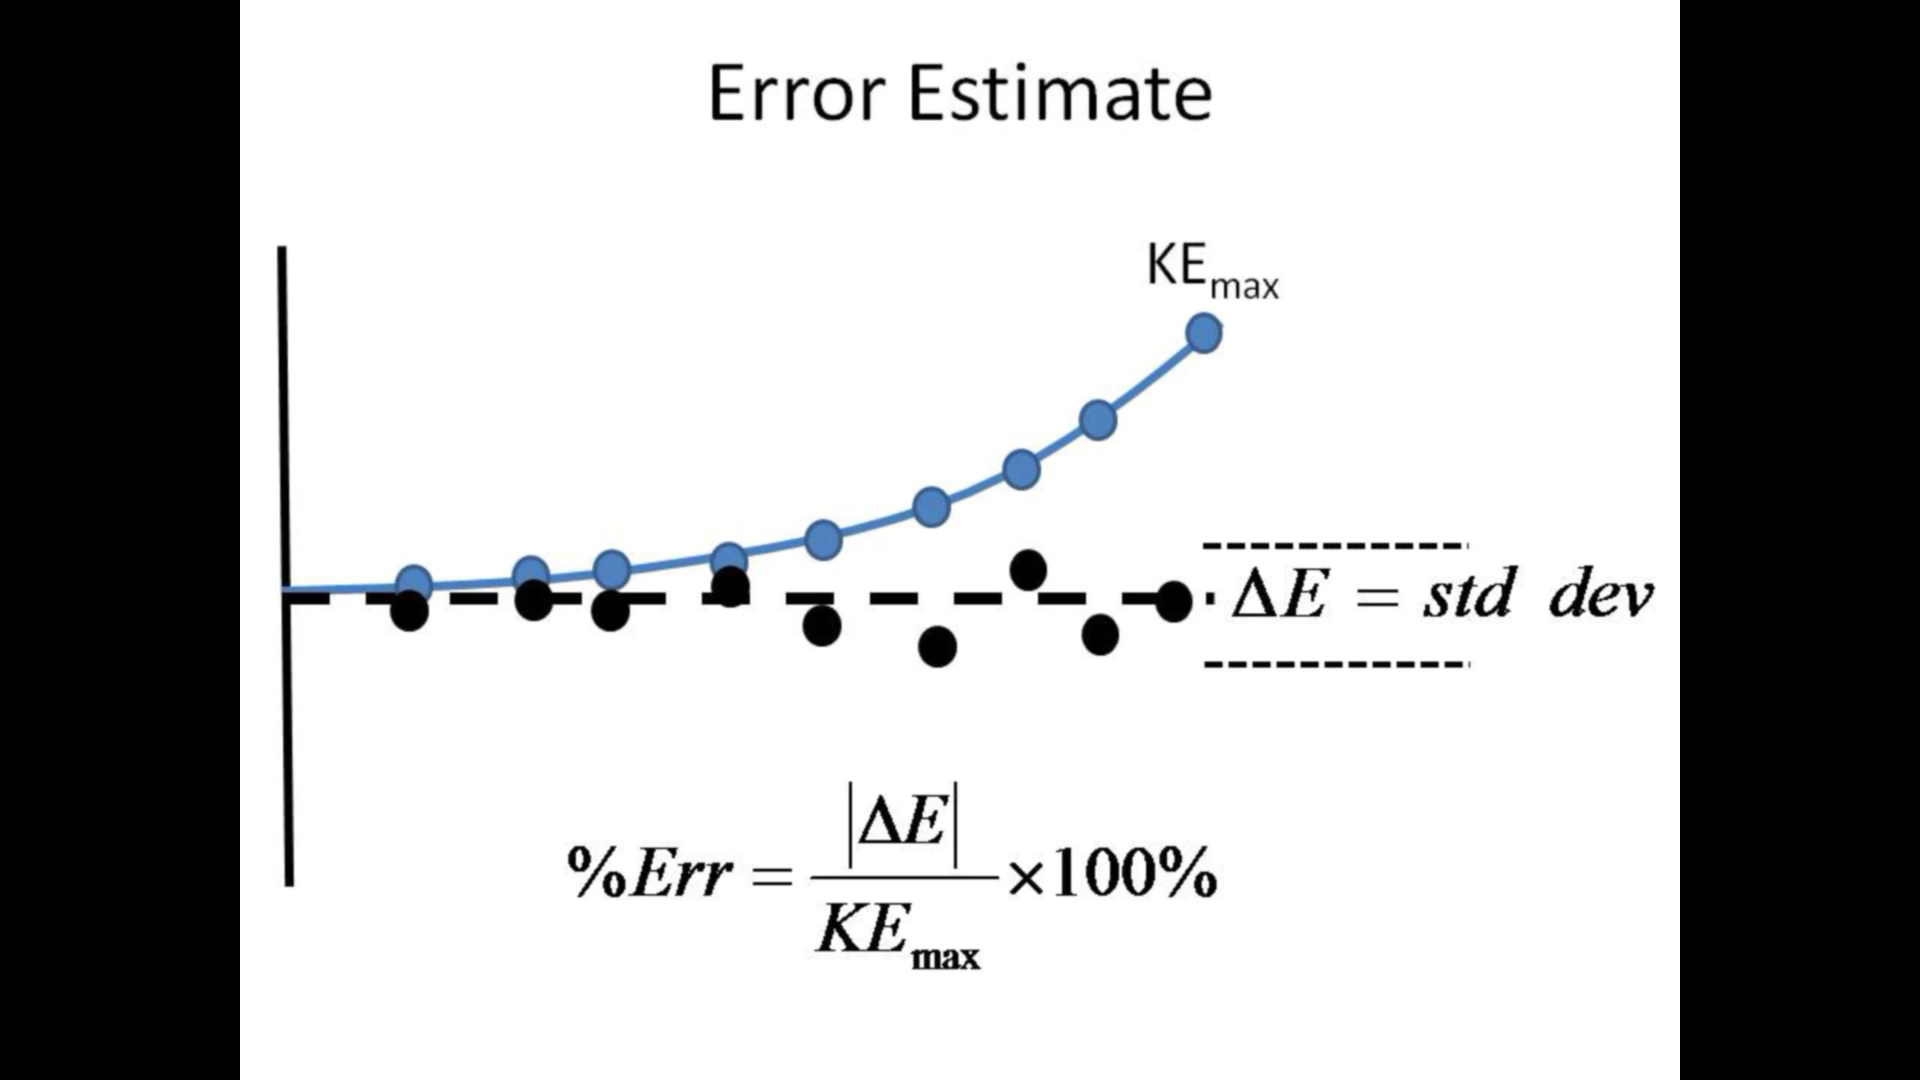 Error Estimate
KEmax
ΔE = std dev
%Err = |ΔE| / KEmax ×100%